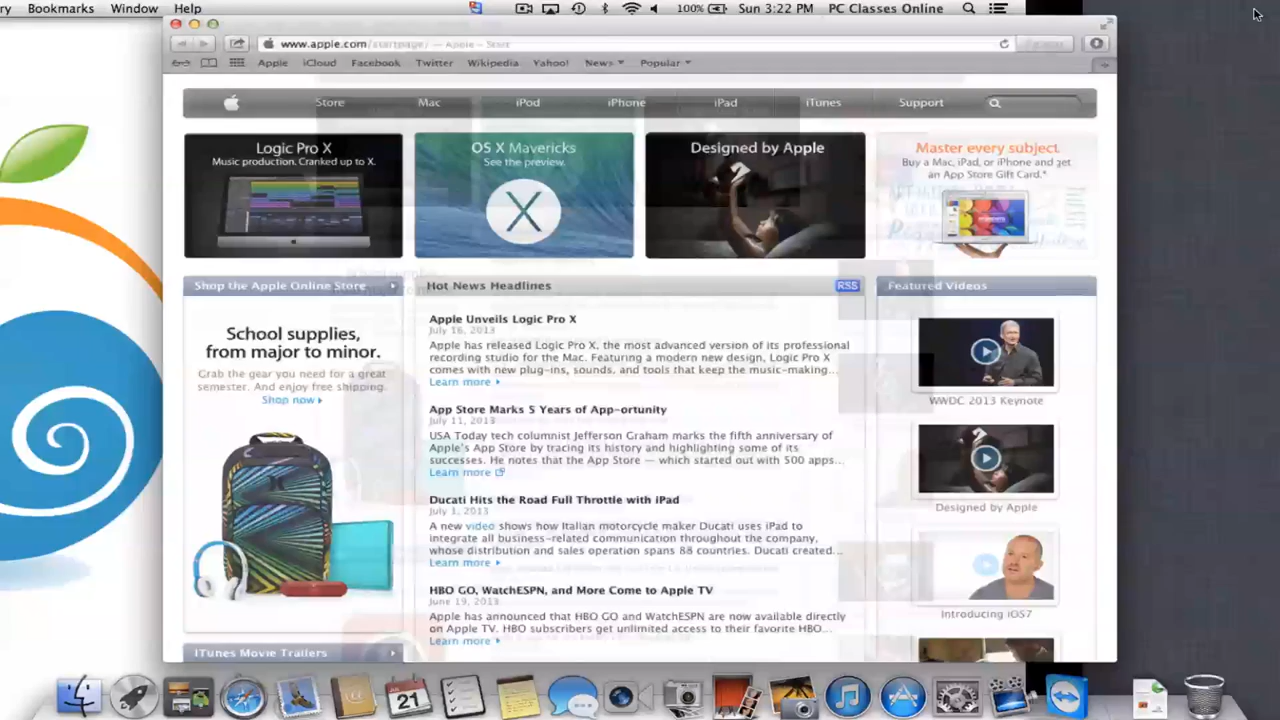 ry Bookmarks Window Help 100% Sun 3:22 PM PC Classes Online
www.apple.com/startpage/ — Apple – Start
Apple iCloud Facebook Twitter Wikipedia Yahoo! News Popular
Store Mac iPod iPhone iPad iTunes Support
Logic Pro X
Music production. Cranked up to X.
OS X Mavericks
See the preview.
Designed by Apple
Master every subject.
Buy a Mac, iPad, or iPhone and get
an App Store Gift Card.*
Shop the Apple Online Store
School supplies,
from major to minor.
Grab the gear you need for a great
semester. And enjoy free shipping.
Shop now
iTunes Movie Trailers
Hot News Headlines RSS
Apple Unveils Logic Pro X
July 16, 2013
Apple has released Logic Pro X, the most advanced version of its professional
recording studio for the Mac. Featuring a modern new design, Logic Pro X
comes with new plug-ins, sounds, and tools that keep the music-making...
Learn more
App Store Marks 5 Years of App-ortunity
July 11, 2013
USA Today tech columnist Jefferson Graham marks the fifth anniversary of
Apple's App Store by tracing its history and highlighting some of its
successes. He notes that the App Store — which started out with 500 apps...
Learn more
Ducati Hits the Road Full Throttle with iPad
July 1, 2013
A new video shows how Italian motorcycle maker Ducati uses iPad to
integrate all business-related communication throughout the company,
whose distribution and sales operation spans 88 countries. Ducati created...
Learn more
HBO GO, WatchESPN, and More Come to Apple TV
June 19, 2013
Apple has announced that HBO GO and WatchESPN are now available directly
on Apple TV. HBO subscribers get unlimited access to their favorite HBO...
Learn more
Featured Videos
WWDC 2013 Keynote
Designed by Apple
Introducing iOS7
JUL
21